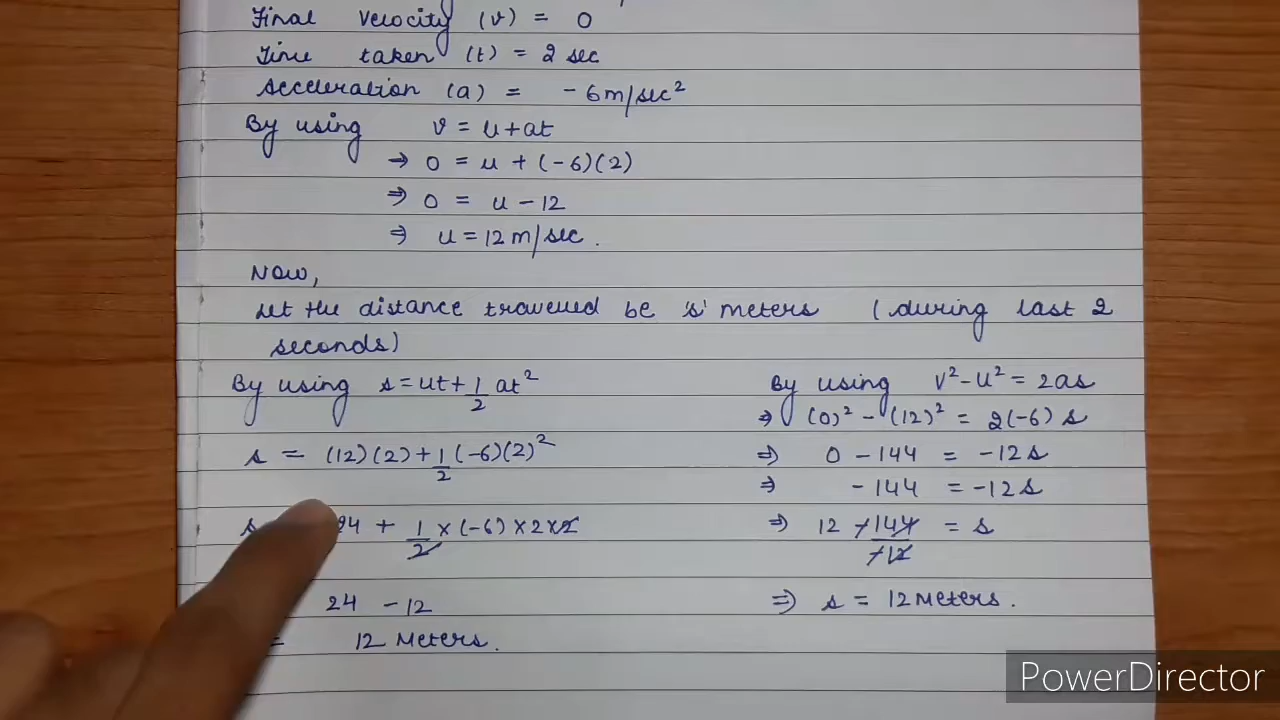 Final velocity (v) = 0
Time taken (t) = 2 sec
Acceleration (a) = -6m/sec²
By using v = u+at
⇒ 0 = u + (-6)(2)
⇒ 0 = u - 12
⇒ u = 12 m/sec.
Now,
Let the distance travelled be 's' meters (during last 2
seconds)
By using s = ut + 1/2 at²
s = (12)(2) + 1/2 (-6)(2)²
s 24 + 1/2 × (-6) × 2 × 2
24 - 12
= 12 Meters.
By using v² - u² = 2as
⇒ (0)² - (12)² = 2(-6) s
⇒ 0 - 144 = -12s
⇒ -144 = -12s
⇒ 12 -144/-12 = s
⇒ s = 12 Meters.
PowerDirector